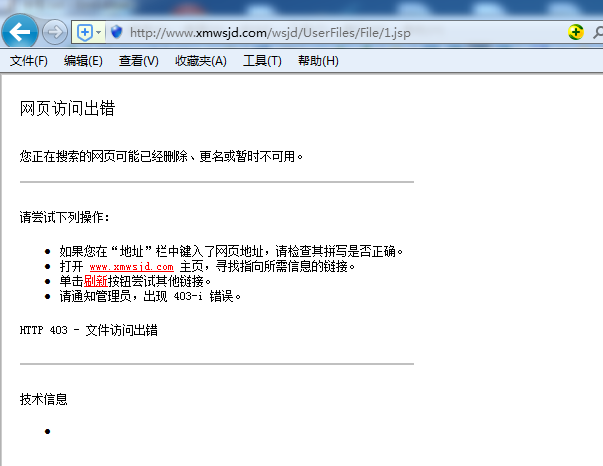 http://www.xmwsjd.com/wsjd/UserFiles/File/1.jsp
文件(F) 编辑(E) 查看(V) 收藏夹(A) 工具(T) 帮助(H)
网页访问出错
您正在搜索的网页可能已经删除、更名或暂时不可用。
请尝试下列操作：
如果您在“地址”栏中键入了网页地址，请检查其拼写是否正确。
打开 www.xmwsjd.com 主页，寻找指向所需信息的链接。
单击刷新按钮尝试其他链接。
请通知管理员，出现 403-i 错误。
HTTP 403 - 文件访问出错
技术信息